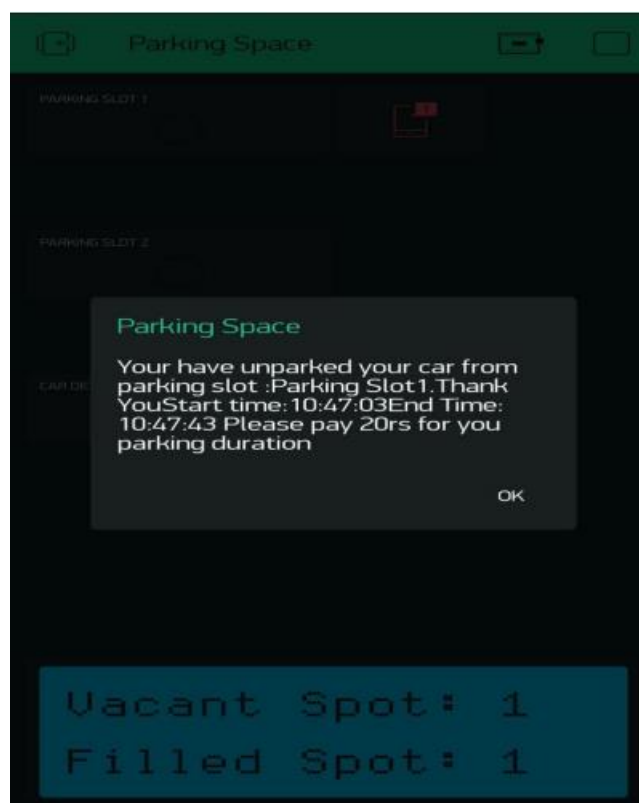 Parking Space
PARKING SLOT 1
PARKING SLOT 2
Parking Space
Your have unparked your car from
parking slot :Parking Slot1.Thank
YouStart time:10:47:03End Time:
10:47:43 Please pay 20rs for you
parking duration
CAR DE
OK
Vacant Spot: 1
Filled Spot: 1